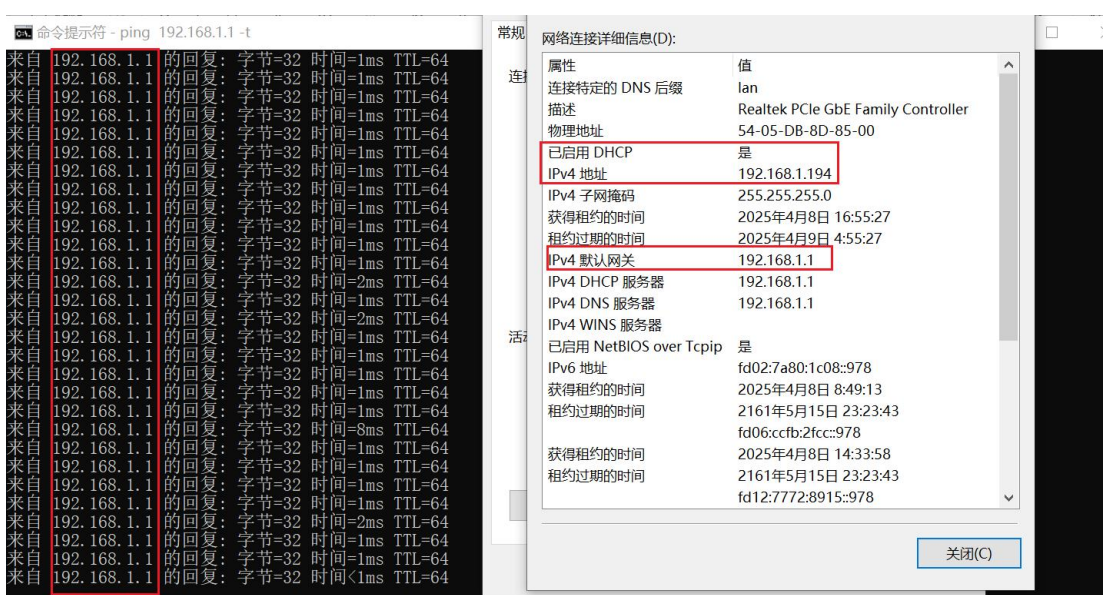 命令提示符 - ping 192.168.1.1 -t
来自 192.168.1.1 的回复: 字节=32 时间=1ms TTL=64
来自 192.168.1.1 的回复: 字节=32 时间=1ms TTL=64
来自 192.168.1.1 的回复: 字节=32 时间=1ms TTL=64
来自 192.168.1.1 的回复: 字节=32 时间=1ms TTL=64
来自 192.168.1.1 的回复: 字节=32 时间=1ms TTL=64
来自 192.168.1.1 的回复: 字节=32 时间=1ms TTL=64
来自 192.168.1.1 的回复: 字节=32 时间=1ms TTL=64
来自 192.168.1.1 的回复: 字节=32 时间=1ms TTL=64
来自 192.168.1.1 的回复: 字节=32 时间=1ms TTL=64
来自 192.168.1.1 的回复: 字节=32 时间=1ms TTL=64
来自 192.168.1.1 的回复: 字节=32 时间=1ms TTL=64
来自 192.168.1.1 的回复: 字节=32 时间=1ms TTL=64
来自 192.168.1.1 的回复: 字节=32 时间=2ms TTL=64
来自 192.168.1.1 的回复: 字节=32 时间=1ms TTL=64
来自 192.168.1.1 的回复: 字节=32 时间=2ms TTL=64
来自 192.168.1.1 的回复: 字节=32 时间=1ms TTL=64
来自 192.168.1.1 的回复: 字节=32 时间=1ms TTL=64
来自 192.168.1.1 的回复: 字节=32 时间=1ms TTL=64
来自 192.168.1.1 的回复: 字节=32 时间=1ms TTL=64
来自 192.168.1.1 的回复: 字节=32 时间=1ms TTL=64
来自 192.168.1.1 的回复: 字节=32 时间=8ms TTL=64
来自 192.168.1.1 的回复: 字节=32 时间=1ms TTL=64
来自 192.168.1.1 的回复: 字节=32 时间=1ms TTL=64
来自 192.168.1.1 的回复: 字节=32 时间=1ms TTL=64
来自 192.168.1.1 的回复: 字节=32 时间=1ms TTL=64
来自 192.168.1.1 的回复: 字节=32 时间=2ms TTL=64
来自 192.168.1.1 的回复: 字节=32 时间=1ms TTL=64
来自 192.168.1.1 的回复: 字节=32 时间=1ms TTL=64
来自 192.168.1.1 的回复: 字节=32 时间<1ms TTL=64
常规
网络连接详细信息(D):
属性 值
连接特定的 DNS 后缀 lan
描述 Realtek PCIe GbE Family Controller
物理地址 54-05-DB-8D-85-00
已启用 DHCP 是
IPv4 地址 192.168.1.194
IPv4 子网掩码 255.255.255.0
获得租约的时间 2025年4月8日 16:55:27
租约过期的时间 2025年4月9日 4:55:27
IPv4 默认网关 192.168.1.1
IPv4 DHCP 服务器 192.168.1.1
IPv4 DNS 服务器 192.168.1.1
IPv4 WINS 服务器
已启用 NetBIOS over Tcpip 是
IPv6 地址 fd02:7a80:1c08::978
获得租约的时间 2025年4月8日 8:49:13
租约过期的时间 2161年5月15日 23:23:43
fd06:ccfb:2fcc::978
获得租约的时间 2025年4月8日 14:33:58
租约过期的时间 2161年5月15日 23:23:43
fd12:7772:8915::978
关闭(C)